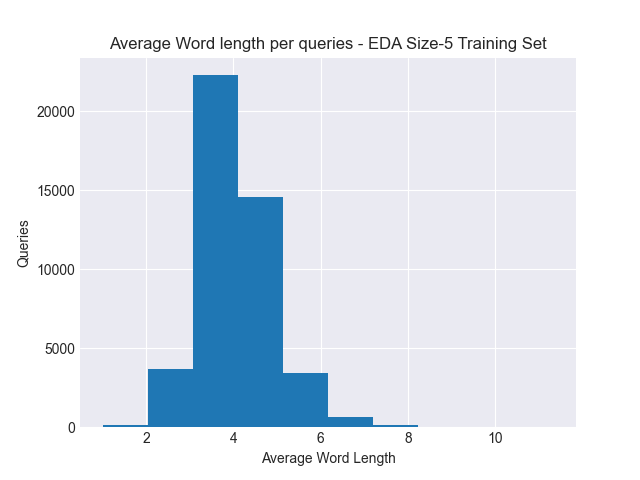 Average Word length per queries - EDA Size-5 Training Set
20000
15000
10000
5000
0
Queries
2 4 6 8 10
Average Word Length